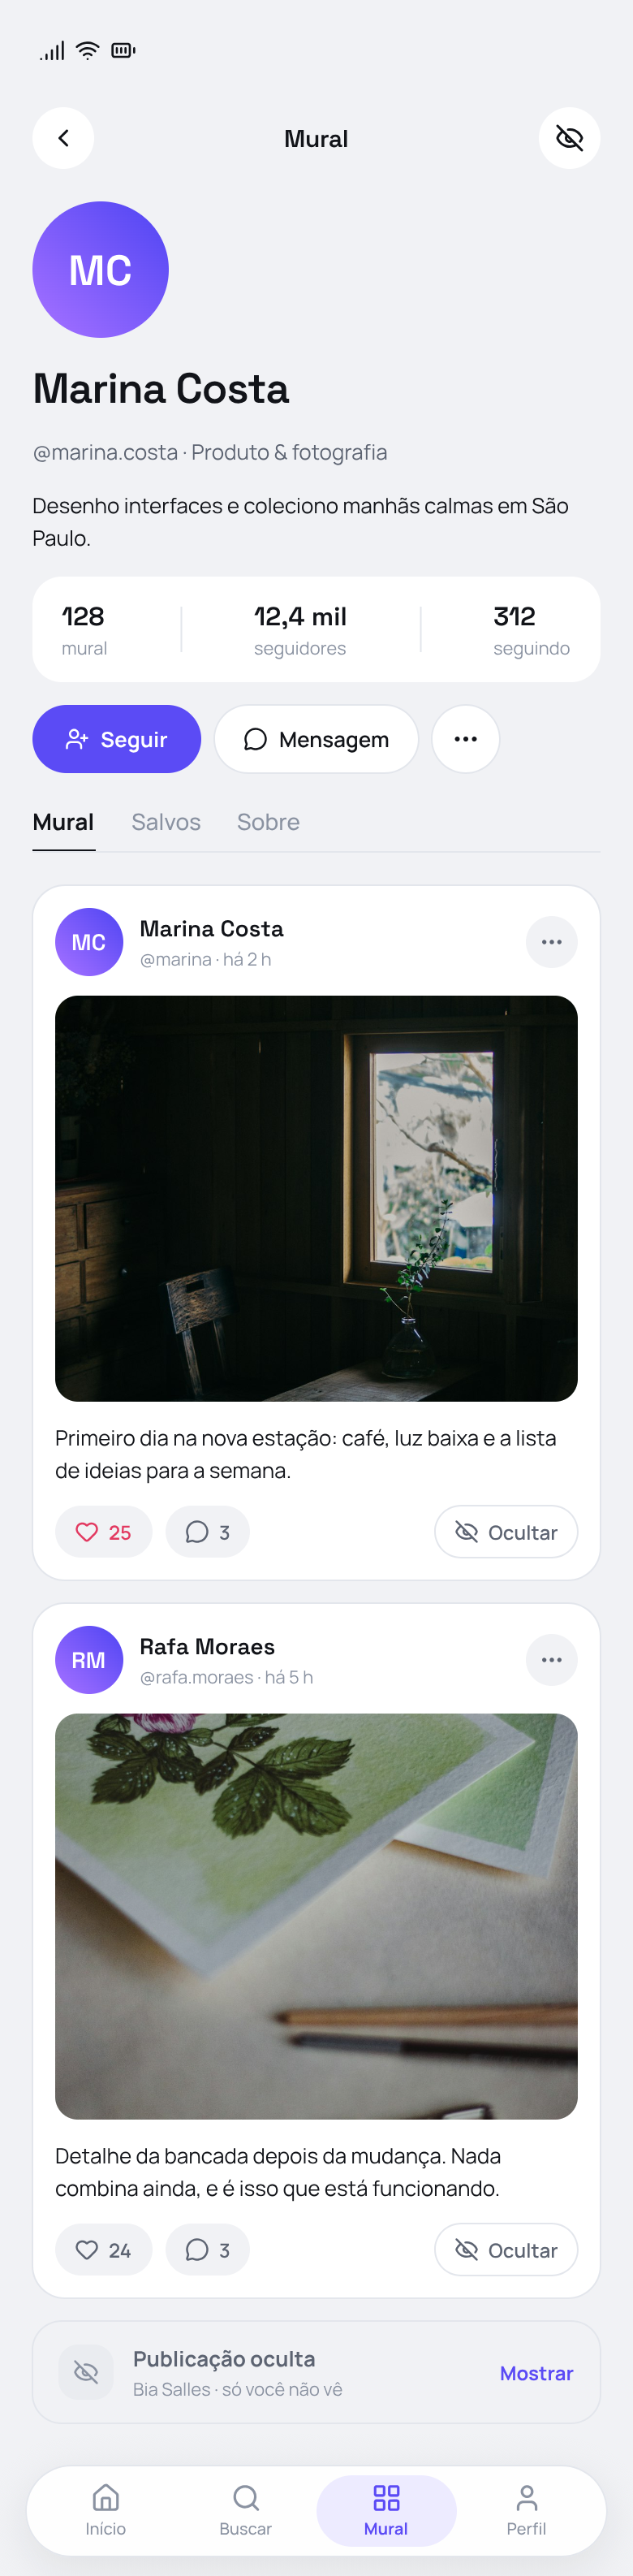 Mural
MC
Marina Costa
@marina.costa · Produto & fotografia
Desenho interfaces e coleciono manhãs calmas em São
Paulo.
128
mural
12,4 mil
seguidores
312
seguindo
Seguir
Mensagem
Mural
Salvos
Sobre
MC
Marina Costa
@marina · há 2 h
Primeiro dia na nova estação: café, luz baixa e a lista
de ideias para a semana.
25
3
Ocultar
RM
Rafa Moraes
@rafa.moraes · há 5 h
Detalhe da bancada depois da mudança. Nada
combina ainda, e é isso que está funcionando.
24
3
Ocultar
Publicação oculta
Bia Salles · só você não vê
Mostrar
Início
Buscar
Mural
Perfil